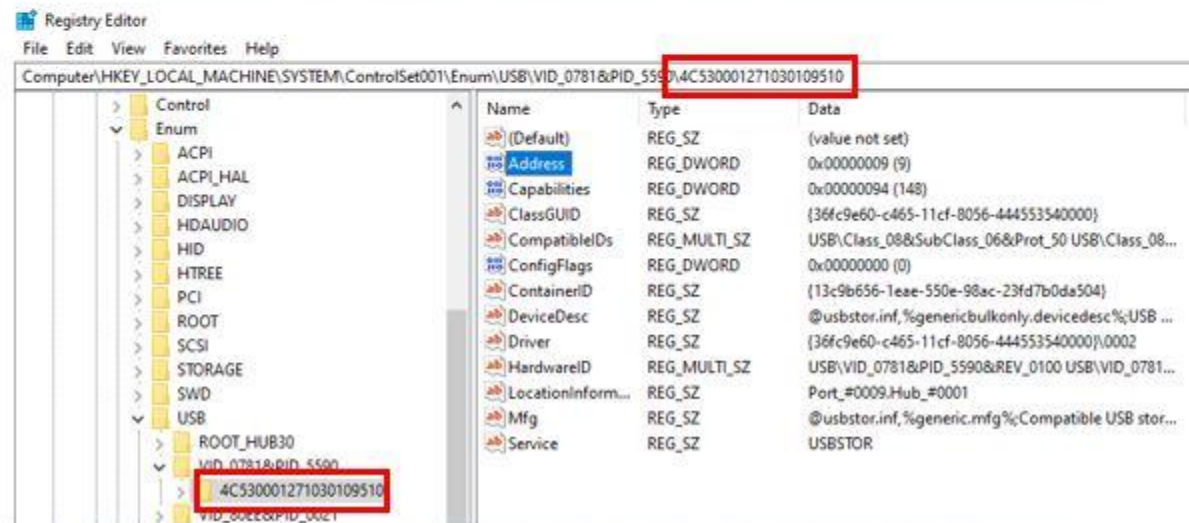 Registry Editor
File Edit View Favorites Help
Computer\HKEY_LOCAL_MACHINE\SYSTEM\ControlSet001\Enum\USB\VID_0781&PID_5590\4C530001271030109510
Control
Enum
ACPI
ACPI_HAL
DISPLAY
HDAUDIO
HID
HTREE
PCI
ROOT
SCSI
STORAGE
SWD
USB
ROOT_HUB30
VID_0781&PID_5590
4C530001271030109510
VID_80EE&PID_0021
Name Type Data
(Default) REG_SZ (value not set)
Address REG_DWORD 0x00000009 (9)
Capabilities REG_DWORD 0x00000094 (148)
ClassGUID REG_SZ {36fc9e60-c465-11cf-8056-444553540000}
CompatibleIDs REG_MULTI_SZ USB\Class_08&SubClass_06&Prot_50 USB\Class_08...
ConfigFlags REG_DWORD 0x00000000 (0)
ContainerID REG_SZ {13c9b656-1eae-550e-98ac-23fd7b0da504}
DeviceDesc REG_SZ @usbstor.inf,%genericbulkonly.devicedesc%;USB ...
Driver REG_SZ {36fc9e60-c465-11cf-8056-444553540000}\0002
HardwareID REG_MULTI_SZ USB\VID_0781&PID_5590&REV_0100 USB\VID_0781...
LocationInform... REG_SZ Port_#0009.Hub_#0001
Mfg REG_SZ @usbstor.inf,%generic.mfg%;Compatible USB stor...
Service REG_SZ USBSTOR